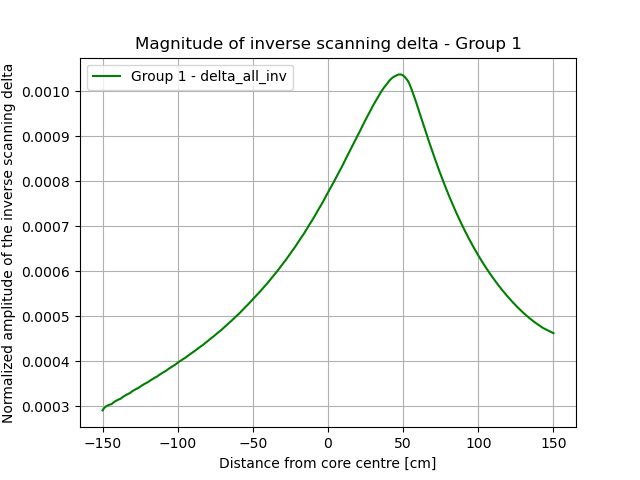 Magnitude of inverse scanning delta - Group 1
Group 1 - delta_all_inv
Normalized amplitude of the inverse scanning delta
0.0010
0.0009
0.0008
0.0007
0.0006
0.0005
0.0004
0.0003
−150 −100 −50 0 50 100 150
Distance from core centre [cm]